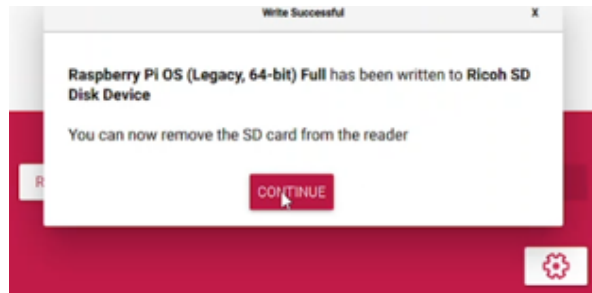 Write Successful X
Raspberry Pi OS (Legacy, 64-bit) Full has been written to Ricoh SD
Disk Device
You can now remove the SD card from the reader
R
CONTINUE